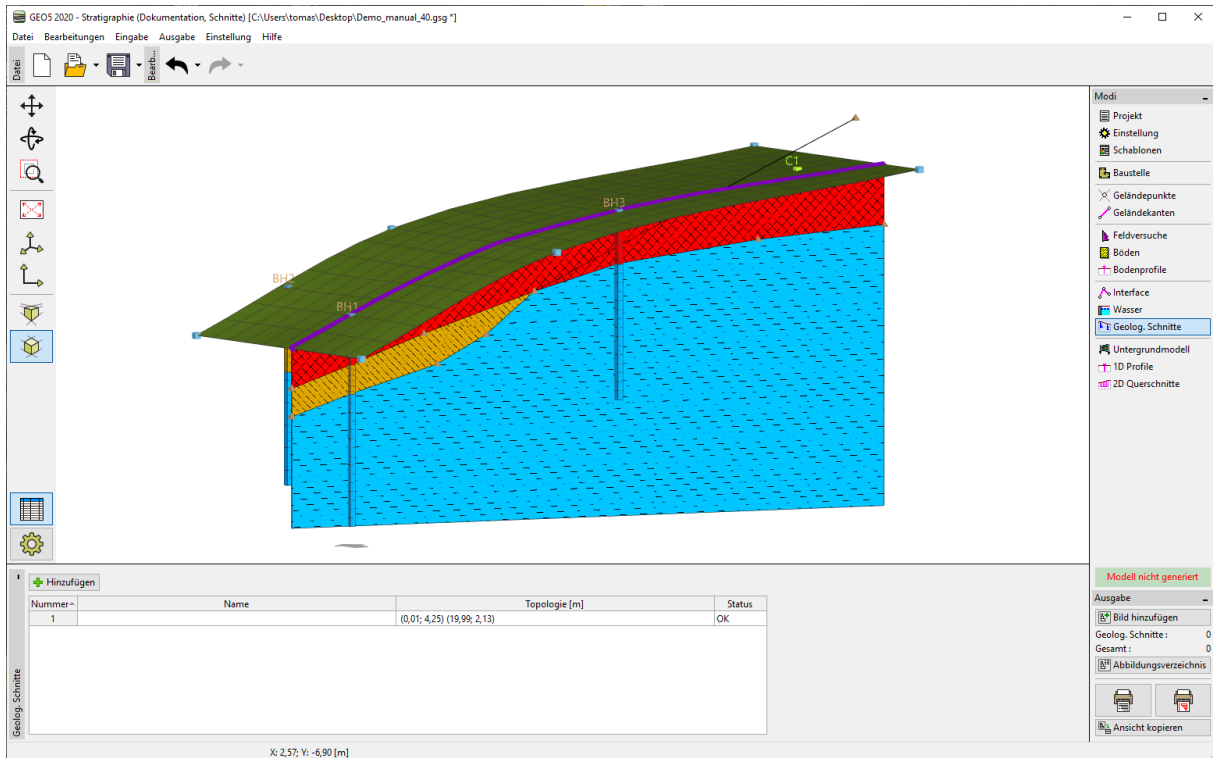 GEO5 2020 - Stratigraphie (Dokumentation, Schnitte) [C:\Users\tomas\Desktop\Demo_manual_40.gsg *]
Datei Bearbeitungen Eingabe Ausgabe Einstellung Hilfe
Datei
Bearb...
C1
BH3
BH2
BH1
Modi
Projekt
Einstellung
Schablonen
Baustelle
Geländepunkte
Geländekanten
Feldversuche
Böden
Bodenprofile
Interface
Wasser
Geolog. Schnitte
Untergrundmodell
1D Profile
2D Querschnitte
Modell nicht generiert
Ausgabe
Bild hinzufügen
Geolog. Schnitte : 0
Gesamt : 0
Abbildungsverzeichnis
Ansicht kopieren
Geolog. Schnitte
Hinzufügen
Nummer Name Topologie [m] Status
1 (0,01; 4,25) (19,99; 2,13) OK
X: 2,57; Y: -6,90 [m]